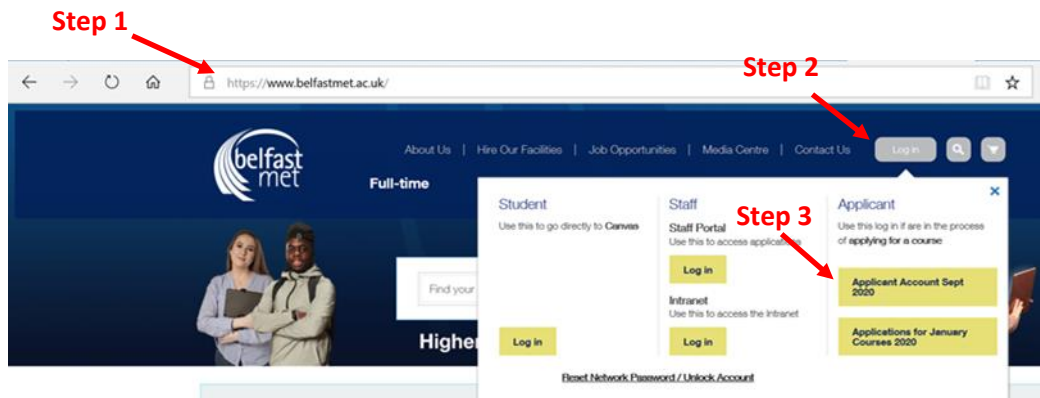 Step 1
https://www.belfastmet.ac.uk/
Step 2
belfast
met
About Us | Hire Our Facilities | Job Opportunities | Media Centre | Contact Us
Log in
Full-time
Student
Use this to go directly to Canvas
Log in
Staff
Staff Portal
Use this to access applications
Log in
Intranet
Use this to access the Intranet
Log in
Step 3
Applicant
Use this log in if are in the process
of applying for a course
Applicant Account Sept
2020
Applications for January
Courses 2020
Find your
Highe
Reset Network Password / Unlock Account